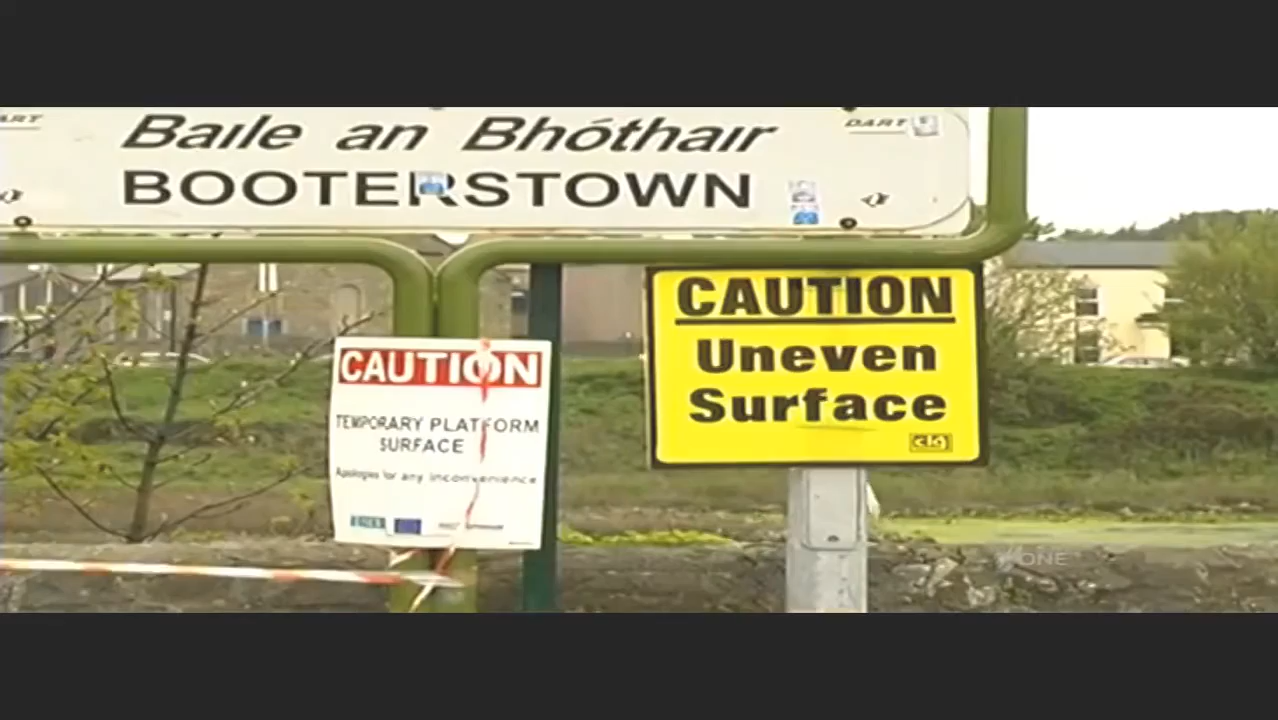 Baile an Bhóthair
DART
BOOTERSTOWN
CAUTION
TEMPORARY PLATFORM
SURFACE
Apologies for any inconvenience
CAUTION
Uneven
Surface
ONE